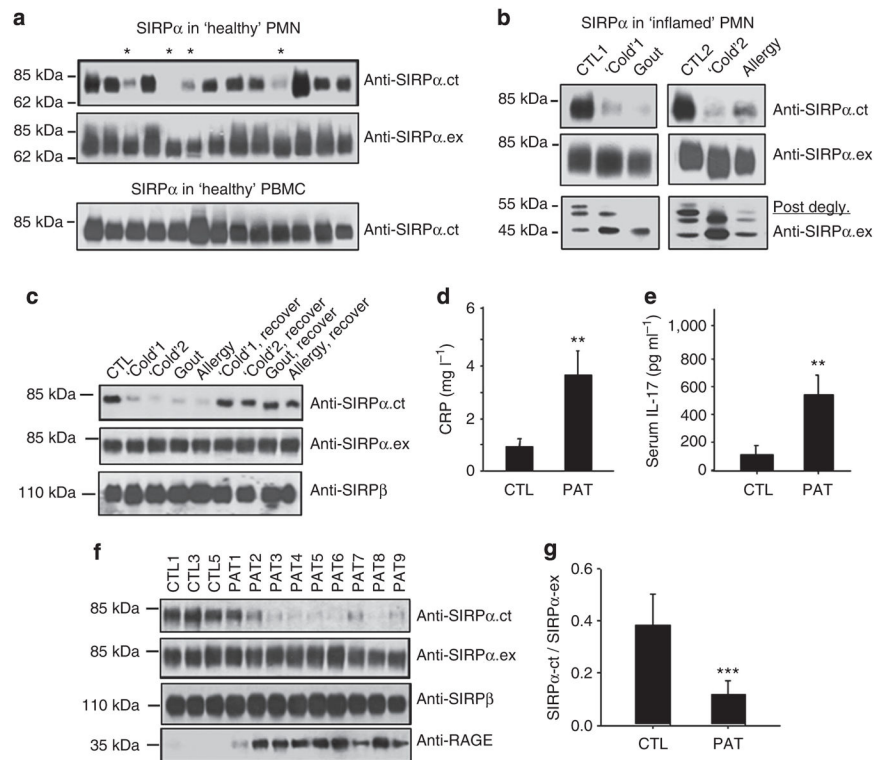 a
SIRPα in ‘healthy’ PMN
* * * *
85 kDa
62 kDa
Anti-SIRPα.ct
85 kDa
62 kDa
Anti-SIRPα.ex
SIRPα in ‘healthy’ PBMC
85 kDa
Anti-SIRPα.ct
b
SIRPα in ‘inflamed’ PMN
CTL1 ‘Cold’1 Gout CTL2 ‘Cold’2 Allergy
85 kDa
Anti-SIRPα.ct
85 kDa
Anti-SIRPα.ex
55 kDa
45 kDa
Post degly.
Anti-SIRPα.ex
c
CTL ‘Cold’1 ‘Cold’2 Gout Allergy ‘Cold’1, recover ‘Cold’2, recover Gout, recover Allergy, recover
85 kDa
Anti-SIRPα.ct
85 kDa
Anti-SIRPα.ex
110 kDa
Anti-SIRPβ
d
CRP (mg l⁻¹)
6
4
2
0
**
CTL PAT
e
Serum IL-17 (pg ml⁻¹)
1,000
800
600
400
200
0
**
CTL PAT
f
CTL1 CTL3 CTL5 PAT1 PAT2 PAT3 PAT4 PAT5 PAT6 PAT7 PAT8 PAT9
85 kDa
Anti-SIRPα.ct
85 kDa
Anti-SIRPα.ex
110 kDa
Anti-SIRPβ
35 kDa
Anti-RAGE
g
SIRPα-ct / SIRPα-ex
0.6
0.4
0.2
0.0
***
CTL PAT